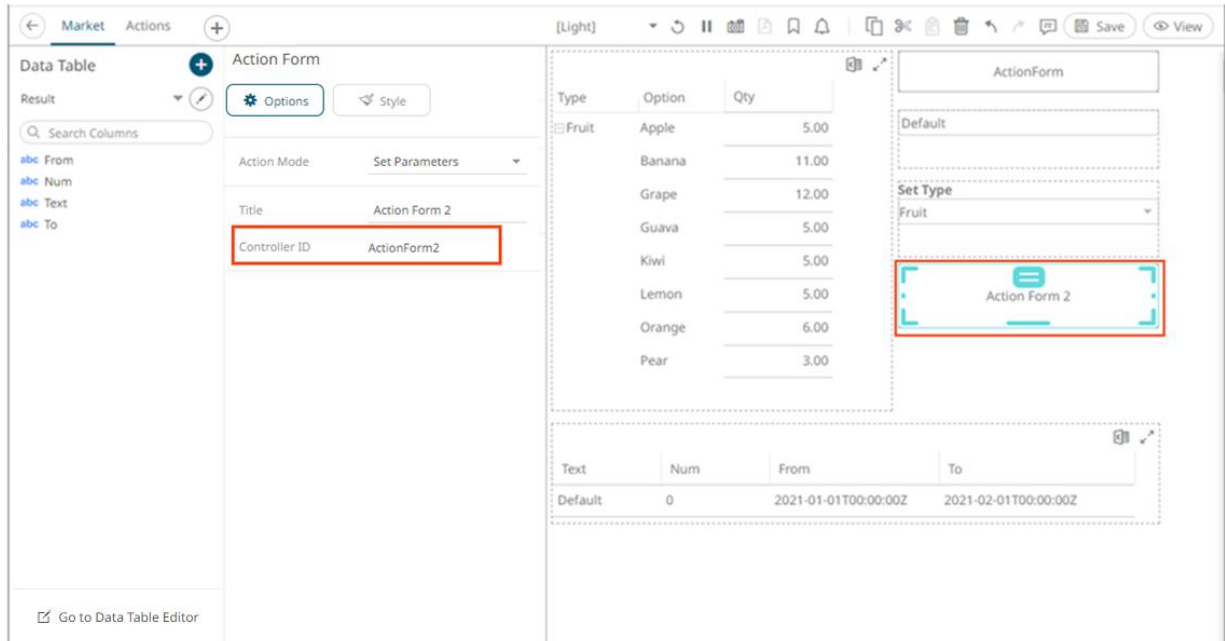 Market Actions
[Light]
Save
View
Data Table
Result
Search Columns
abc From
abc Num
abc Text
abc To
Go to Data Table Editor
Action Form
Options
Style
Action Mode Set Parameters
Title Action Form 2
Controller ID ActionForm2
Type Option Qty
Fruit Apple 5.00
Banana 11.00
Grape 12.00
Guava 5.00
Kiwi 5.00
Lemon 5.00
Orange 6.00
Pear 3.00
ActionForm
Default
Set Type
Fruit
Action Form 2
Text Num From To
Default 0 2021-01-01T00:00:00Z 2021-02-01T00:00:00Z